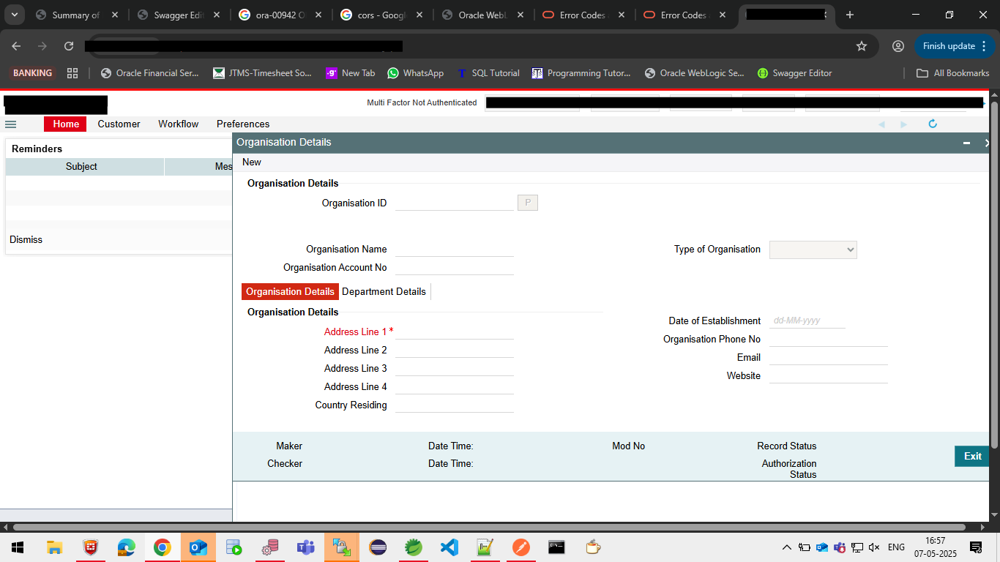 Summary of
Swagger Edi
ora-00942 O
cors - Googl
Oracle WebL
Error Codes
Error Codes
Finish update
BANKING
Oracle Financial Ser...
JTMS-Timesheet So...
New Tab
WhatsApp
SQL Tutorial
Programming Tutor...
Oracle WebLogic Se...
Swagger Editor
All Bookmarks
Multi Factor Not Authenticated
Home Customer Workflow Preferences
Reminders
Subject Mes
Dismiss
Organisation Details
New
Organisation Details
Organisation ID P
Organisation Name
Type of Organisation
Organisation Account No
Organisation Details Department Details
Organisation Details
Address Line 1 *
Address Line 2
Address Line 3
Address Line 4
Country Residing
Date of Establishment dd-MM-yyyy
Organisation Phone No
Email
Website
Maker Date Time: Mod No Record Status
Checker Date Time: Authorization
Status
Exit
ENG
16:57
07-05-2025